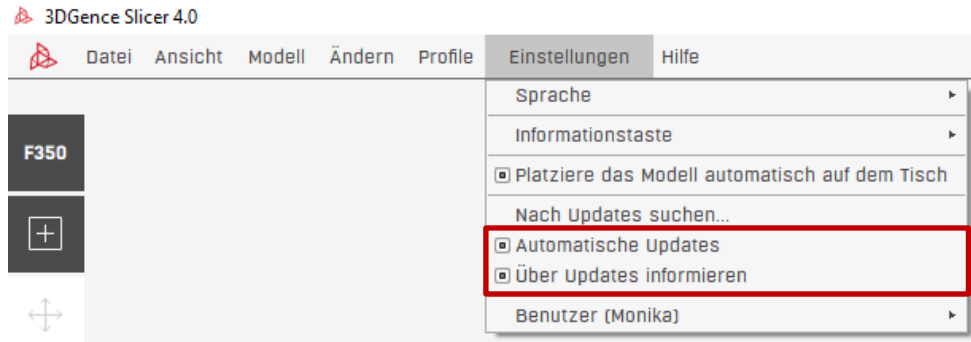 3DGence Slicer 4.0
Datei Ansicht Modell Ändern Profile Einstellungen Hilfe
Sprache
Informationstaste
F350
Platziere das Modell automatisch auf dem Tisch
Nach Updates suchen...
Automatische Updates
Über Updates informieren
Benutzer (Monika)